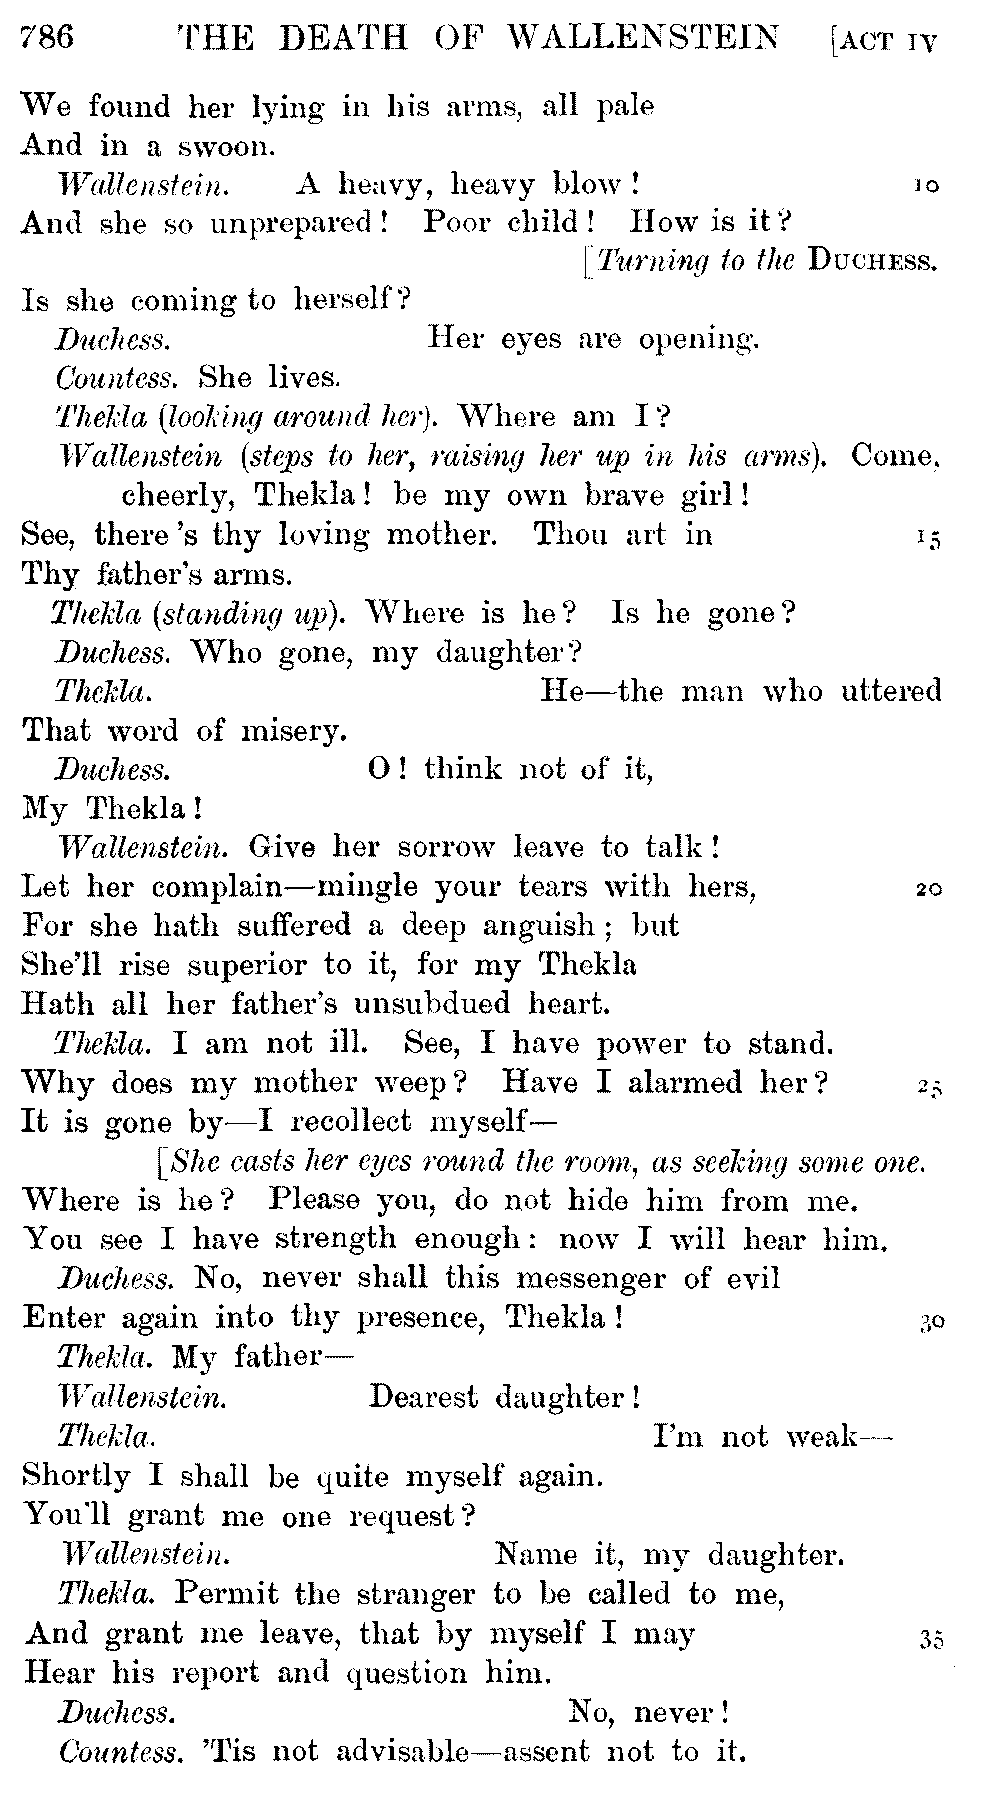 786 THE DEATH OF WALLENSTEIN [ACT IV
We found her lying in his arms, all pale
And in a swoon.
Wallenstein. A heavy, heavy blow! 10
And she so unprepared! Poor child! How is it?
[Turning to the DUCHESS.
Is she coming to herself?
Duchess. Her eyes are opening.
Countess. She lives.
Thekla (looking around her). Where am I?
Wallenstein (steps to her, raising her up in his arms). Come,
cheerly, Thekla! be my own brave girl!
See, there's thy loving mother. Thou art in 15
Thy father's arms.
Thekla (standing up). Where is he? Is he gone?
Duchess. Who gone, my daughter?
Thekla. He—the man who uttered
That word of misery.
Duchess. O! think not of it,
My Thekla!
Wallenstein. Give her sorrow leave to talk!
Let her complain—mingle your tears with hers, 20
For she hath suffered a deep anguish; but
She'll rise superior to it, for my Thekla
Hath all her father's unsubdued heart.
Thekla. I am not ill. See, I have power to stand.
Why does my mother weep? Have I alarmed her? 25
It is gone by—I recollect myself—
[She casts her eyes round the room, as seeking some one.
Where is he? Please you, do not hide him from me.
You see I have strength enough: now I will hear him.
Duchess. No, never shall this messenger of evil
Enter again into thy presence, Thekla! 30
Thekla. My father—
Wallenstein. Dearest daughter!
Thekla. I'm not weak—
Shortly I shall be quite myself again.
You'll grant me one request?
Wallenstein. Name it, my daughter.
Thekla. Permit the stranger to be called to me,
And grant me leave, that by myself I may 35
Hear his report and question him.
Duchess. No, never!
Countess. 'Tis not advisable—assent not to it.